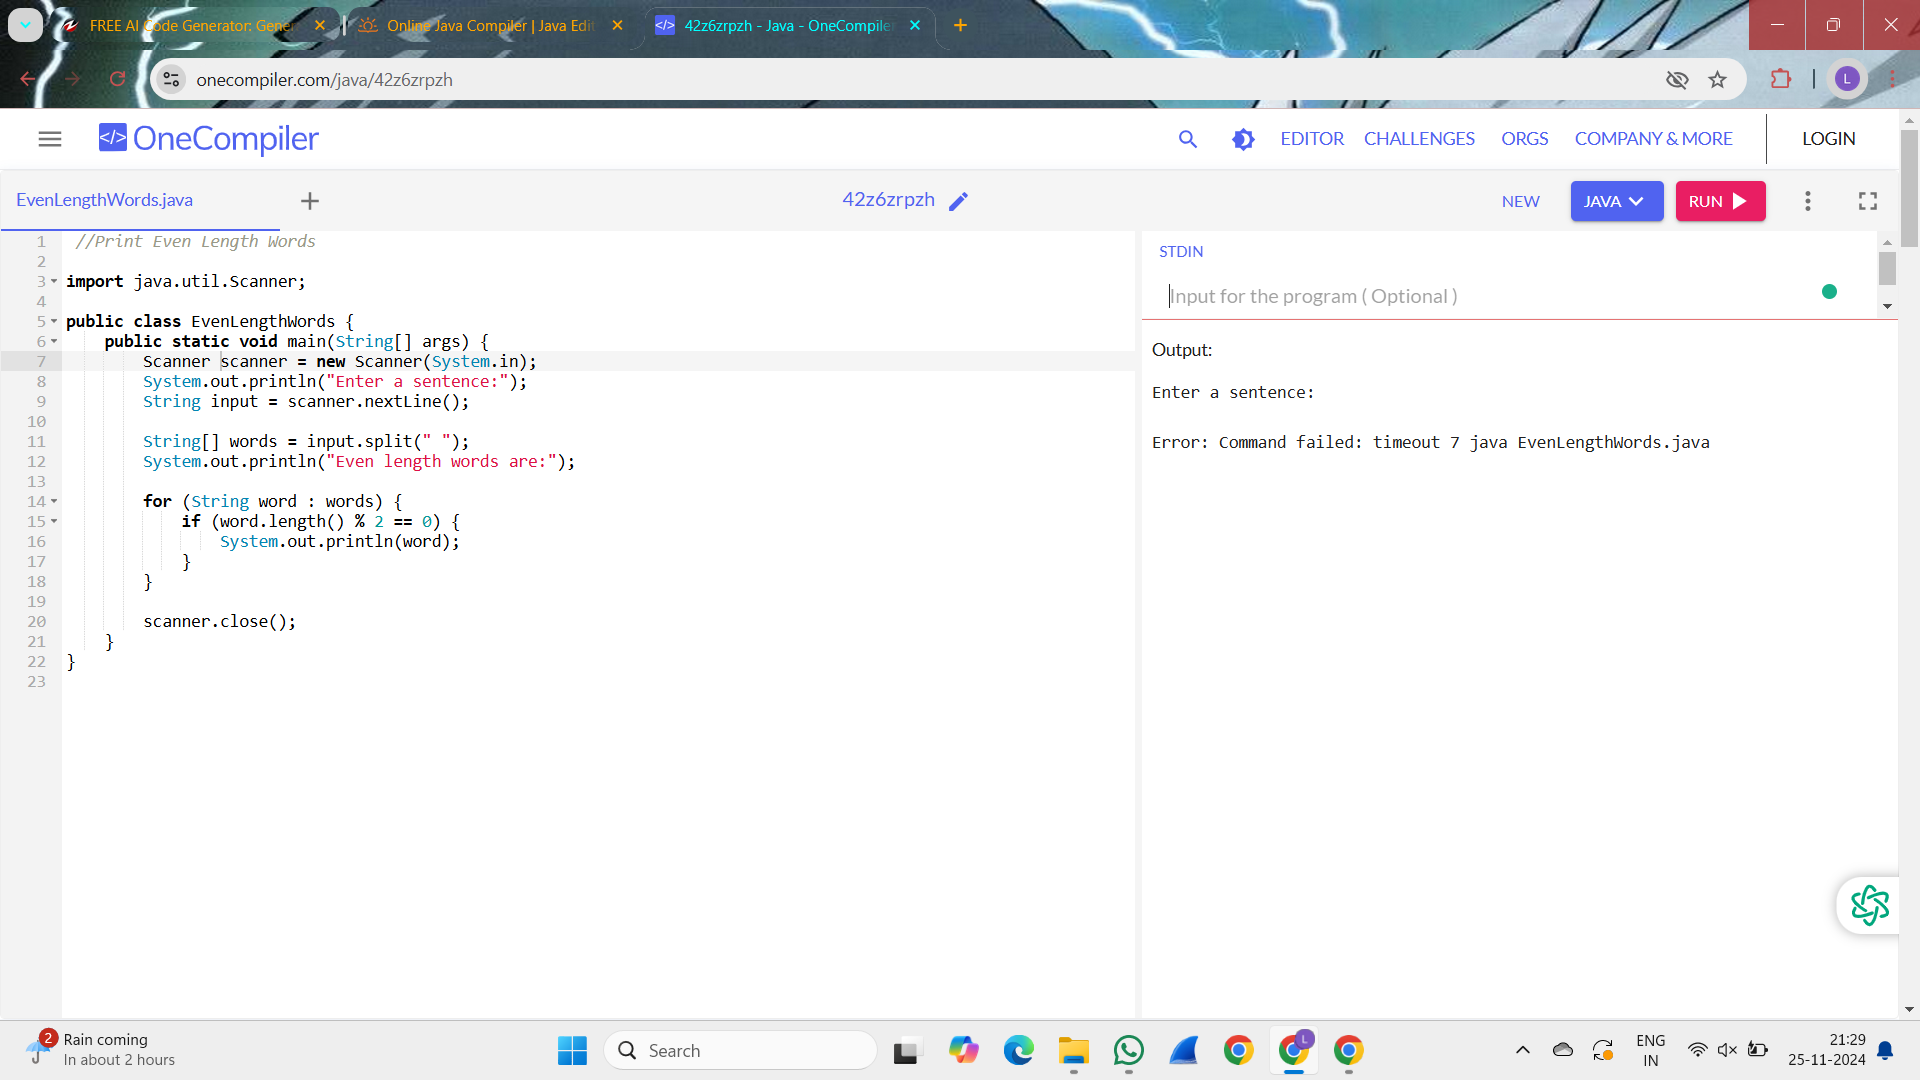 FREE AI Code Generator: Gene
Online Java Compiler | Java Edi
42z6zrpzh - Java - OneCompile
onecompiler.com/java/42z6zrpzh
L
</> OneCompiler
EDITOR
CHALLENGES
ORGS
COMPANY & MORE
LOGIN
EvenLengthWords.java
42z6zrpzh
NEW
JAVA
RUN
1 //Print Even Length Words
2
3 import java.util.Scanner;
4
5 public class EvenLengthWords {
6 public static void main(String[] args) {
7 Scanner scanner = new Scanner(System.in);
8 System.out.println("Enter a sentence:");
9 String input = scanner.nextLine();
10
11 String[] words = input.split(" ");
12 System.out.println("Even length words are:");
13
14 for (String word : words) {
15 if (word.length() % 2 == 0) {
16 System.out.println(word);
17 }
18 }
19
20 scanner.close();
21 }
22 }
23
STDIN
Input for the program ( Optional )
Output:
Enter a sentence:
Error: Command failed: timeout 7 java EvenLengthWords.java
2
Rain coming
In about 2 hours
Search
L
ENG
IN
21:29
25-11-2024